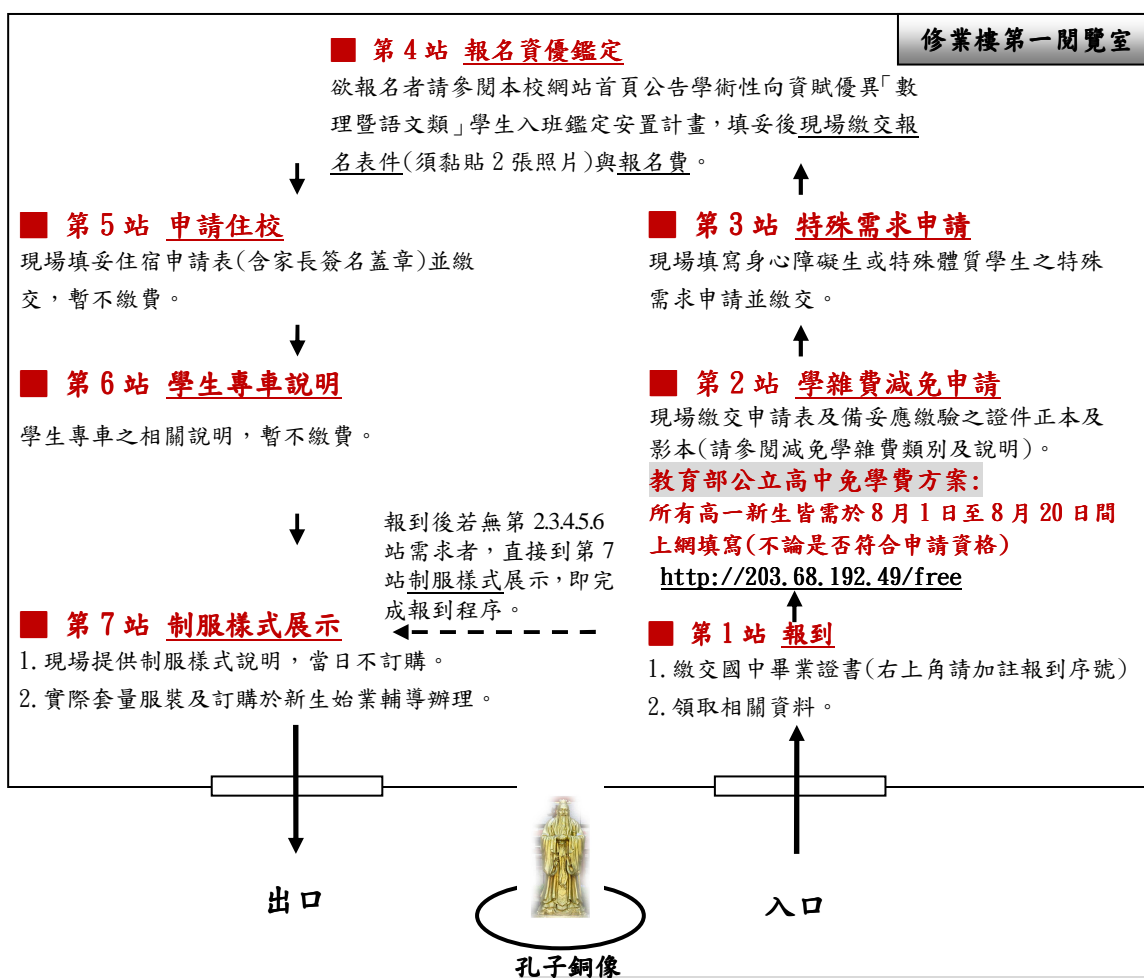 修業樓第一閱覽室
■ 第 4 站 報名資優鑑定
欲報名者請參閱本校網站首頁公告學術性向資賦優異「數
理暨語文類」學生入班鑑定安置計畫,填妥後現場繳交報
名表件(須黏貼 2 張照片)與報名費。
■ 第 5 站 申請住校
現場填妥住宿申請表(含家長簽名蓋章)並繳
交,暫不繳費。
■ 第 3 站 特殊需求申請
現場填寫身心障礙生或特殊體質學生之特殊
需求申請並繳交。
■ 第 6 站 學生專車說明
學生專車之相關說明,暫不繳費。
■ 第 2 站 學雜費減免申請
現場繳交申請表及備妥應繳驗之證件正本及
影本(請參閱減免學雜費類別及說明)。
教育部公立高中免學費方案:
所有高一新生皆需於 8 月 1 日至 8 月 20 日間
上網填寫(不論是否符合申請資格)
http://203.68.192.49/free
報到後若無第 2.3.4.5.6
站需求者,直接到第 7
站制服樣式展示,即完
成報到程序。
■ 第 7 站 制服樣式展示
1.現場提供制服樣式說明,當日不訂購。
2.實際套量服裝及訂購於新生始業輔導辦理。
■ 第 1 站 報到
1.繳交國中畢業證書(右上角請加註報到序號)
2.領取相關資料。
出口
入口
孔子銅像